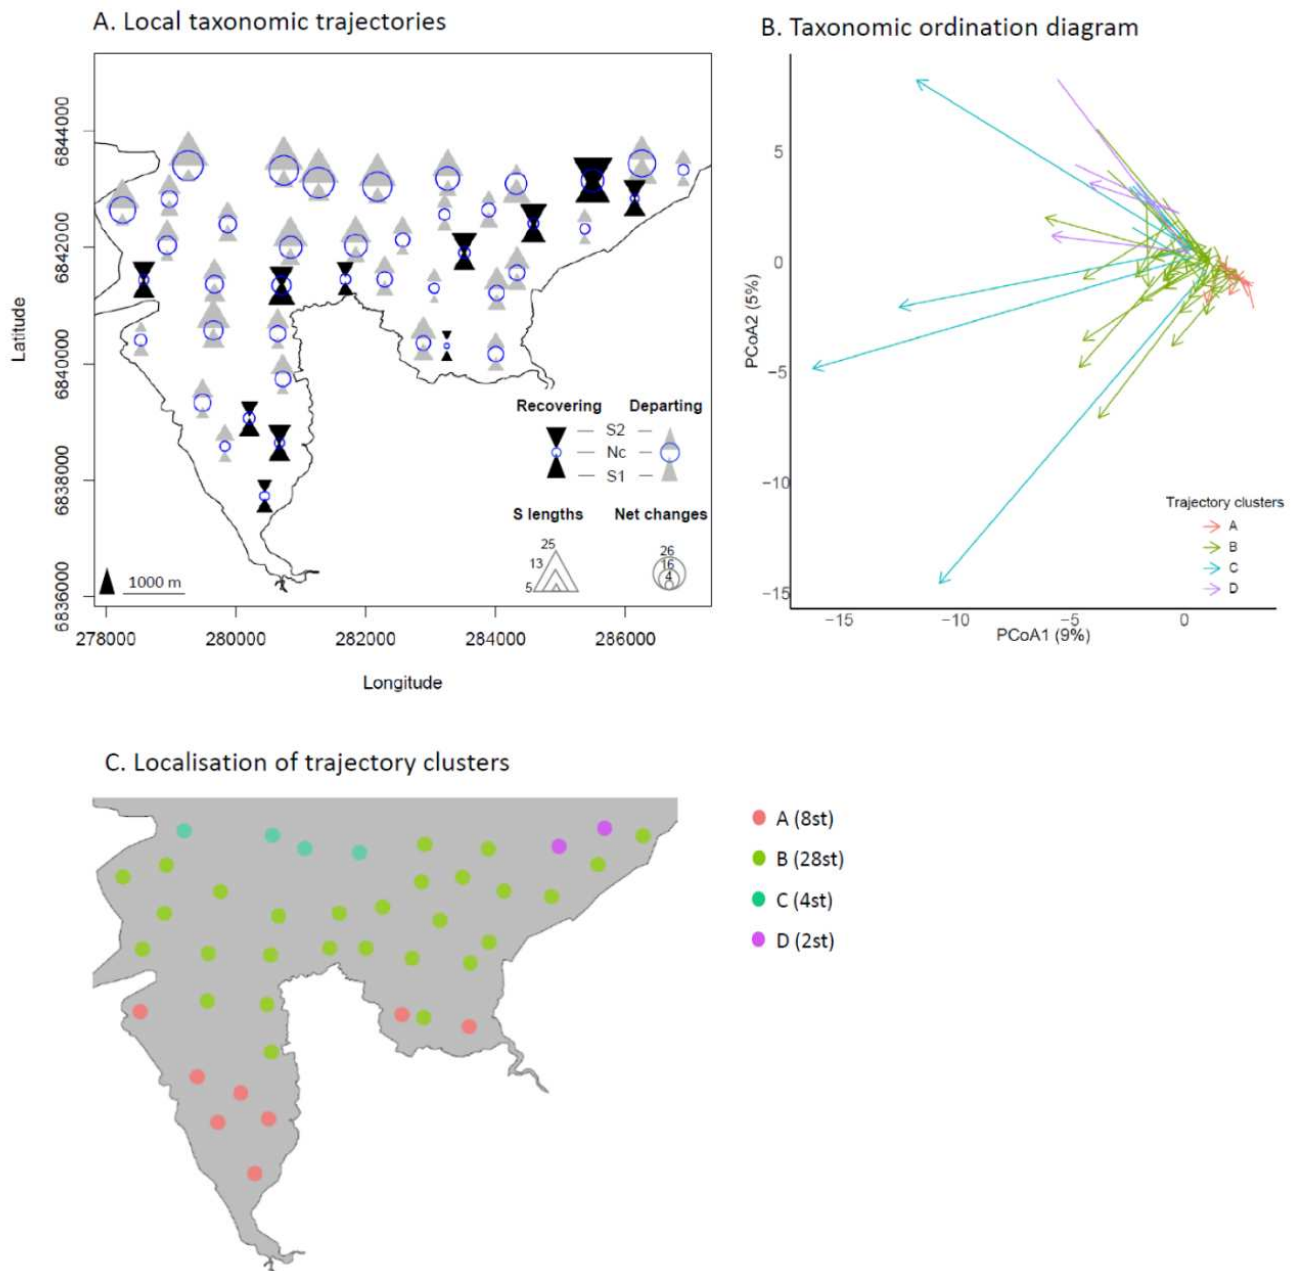 A. Local taxonomic trajectories
B. Taxonomic ordination diagram
Latitude
6844000
6842000
6840000
6838000
6836000
Recovering Departing
S2
Nc
S1
S lengths Net changes
25
13
5
26
16
4
1000 m
278000 280000 282000 284000 286000
Longitude
PCoA2 (5%)
5
0
−5
−10
−15
Trajectory clusters
A
B
C
D
−15 −10 −5 0
PCoA1 (9%)
C. Localisation of trajectory clusters
A (8st)
B (28st)
C (4st)
D (2st)